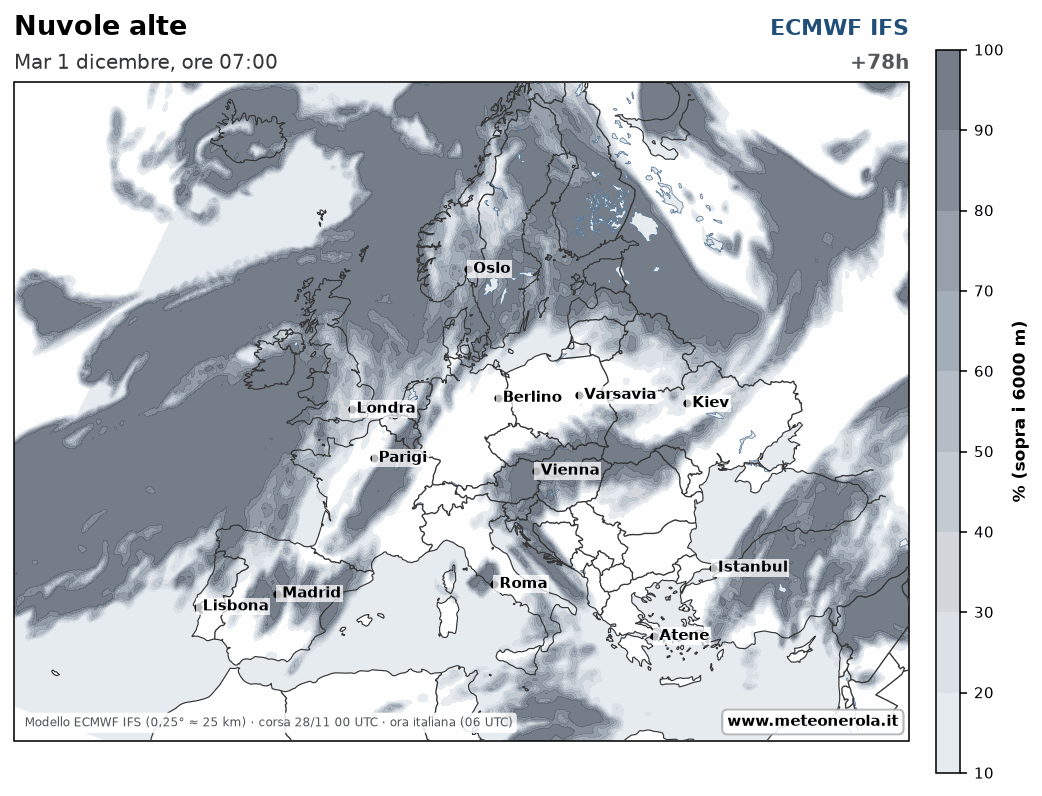 Nuvole alte
ECMWF IFS
Mar 1 dicembre, ore 07:00
+78h
100
90
80
70
60
50
40
30
20
10
% (sopra i 6000 m)
Oslo
Londra
Berlino
Varsavia
Kiev
Parigi
Vienna
Istanbul
Roma
Madrid
Lisbona
Atene
Modello ECMWF IFS (0,25° ≈ 25 km) · corsa 28/11 00 UTC · ora italiana (06 UTC)
www.meteonerola.it